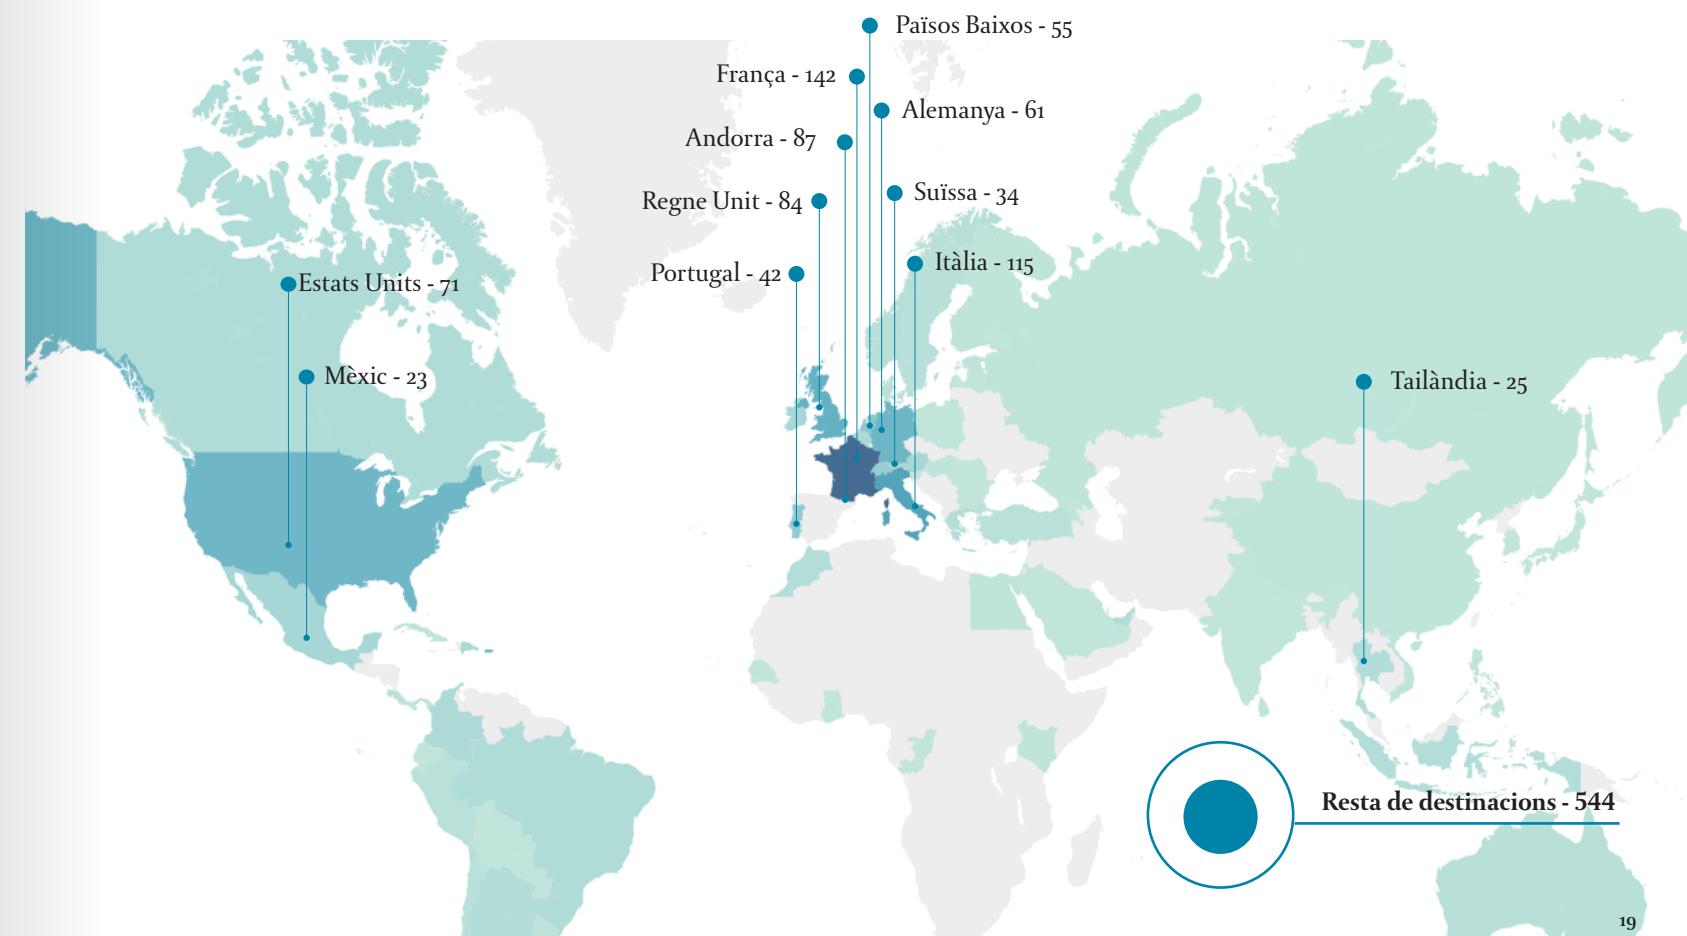 Països Baixos - 55
França - 142
Alemanya - 61
Andorra - 87
Suïssa - 34
Regne Unit - 84
Itàlia - 115
Portugal - 42
Estats Units - 71
Mèxic - 23
Tailàndia - 25
Resta de destinacions - 544
19